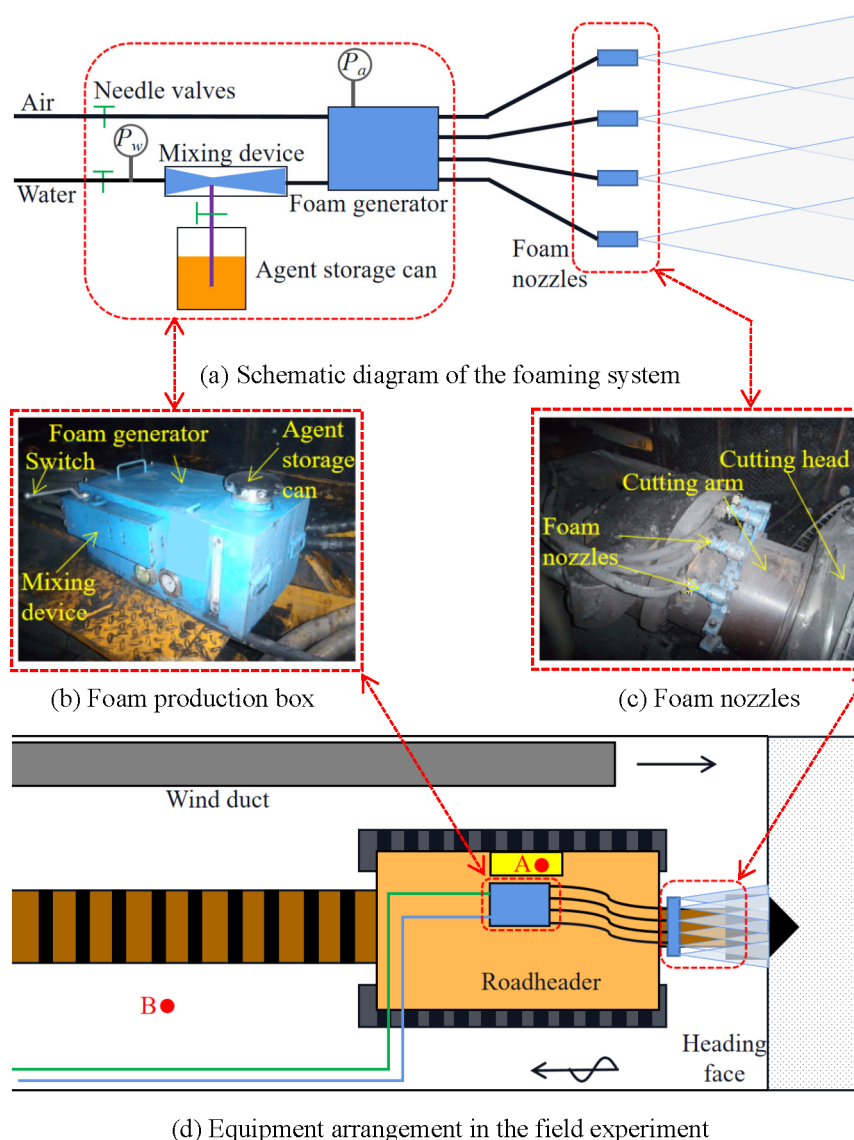 Needle valves
P_a
Air
P_w
Mixing device
Water
Foam generator
Agent storage can
Foam
nozzles
(a) Schematic diagram of the foaming system
Foam generator
Switch
Agent
storage
can
Mixing
device
Cutting head
Cutting arm
Foam
nozzles
(b) Foam production box
(c) Foam nozzles
Wind duct
A
Roadheader
B
Heading
face
(d) Equipment arrangement in the field experiment